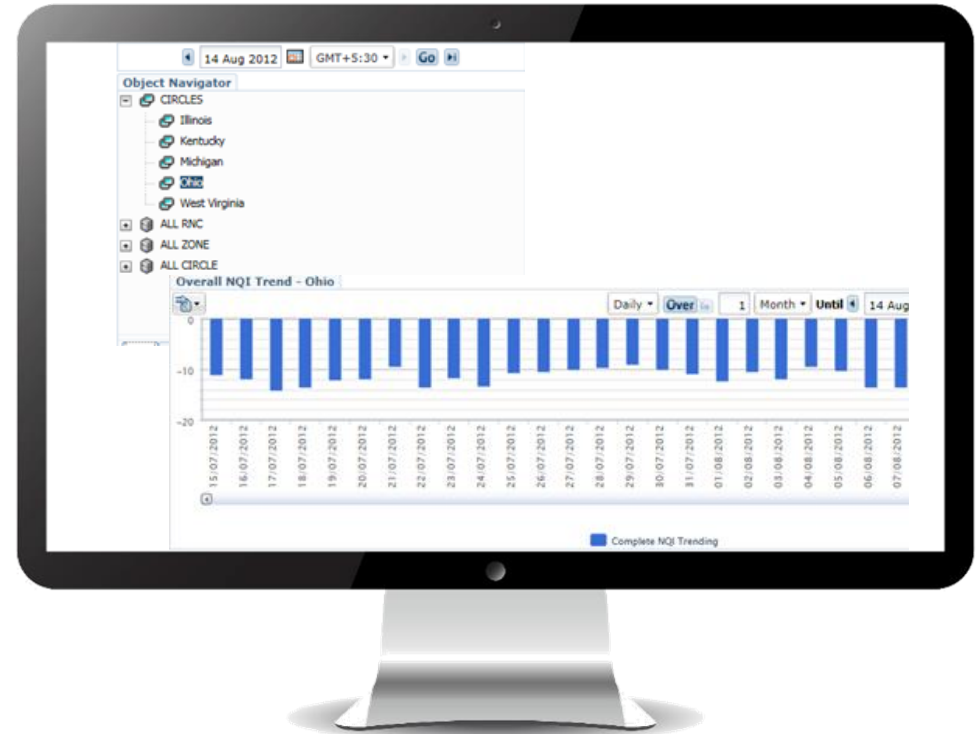 14 Aug 2012 GMT+5:30 Go
Object Navigator
CIRCLES
Illinois
Kentucky
Michigan
Ohio
West Virginia
ALL RNC
ALL ZONE
ALL CIRCLE
Overall NQI Trend - Ohio
Daily Over 1 Month Until 14 Aug
0
-10
-20
15/07/2012
16/07/2012
17/07/2012
18/07/2012
19/07/2012
20/07/2012
21/07/2012
22/07/2012
23/07/2012
24/07/2012
25/07/2012
26/07/2012
27/07/2012
28/07/2012
29/07/2012
30/07/2012
31/07/2012
01/08/2012
02/08/2012
03/08/2012
04/08/2012
05/08/2012
06/08/2012
07/08/2012
Complete NQI Trending